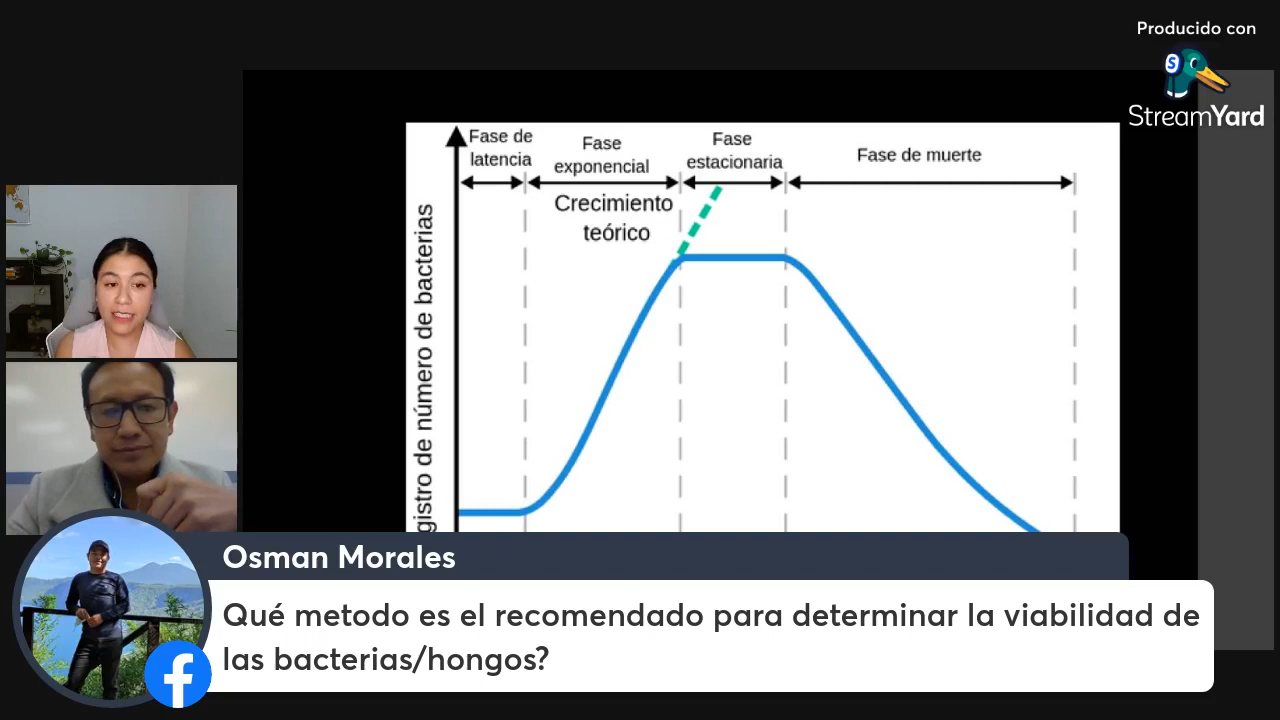 Producido con
StreamYard
Fase de
latencia
Fase
exponencial
Fase
estacionaria
Fase de muerte
Crecimiento
teórico
gistro de número de bacterias
Osman Morales
Qué metodo es el recomendado para determinar la viabilidad de
las bacterias/hongos?